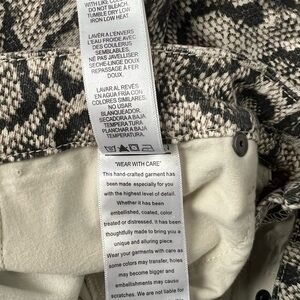 WITH LIKE COLORS
DO NOT BLEACH.
TUMBLE DRY LOW
IRON LOW HEAT
LAVER À L'ENVERS
À L'EAU FROIDE AVEC
DES COULEURS
SEMBLABLES.
NE PAS JAVELLISER
SÈCHE-LINGE DOUX
REPASSAGE À FER
DOUX.
LAVAR AL REVES
EN AGUA FRIA CON
COLORES SIMILARES.
NO USAR
BLANQUEADOR.
SECADORA A BAJA
TEMPERATURA.
PLANCHAR A BAJA
TEMPERATURA
"WEAR WITH CARE"
This hand-crafted garment has
been made especially for you
with the highest level of detail.
Whether it has been
embellished, coated, color
treated or distressed. it has been
thoughtfully made to bring you a
unique and alluring piece.
Wear your garments with care as
some colors may transfer, holes
may become bigger and
embellishments may cause
scratches. We are not liable for